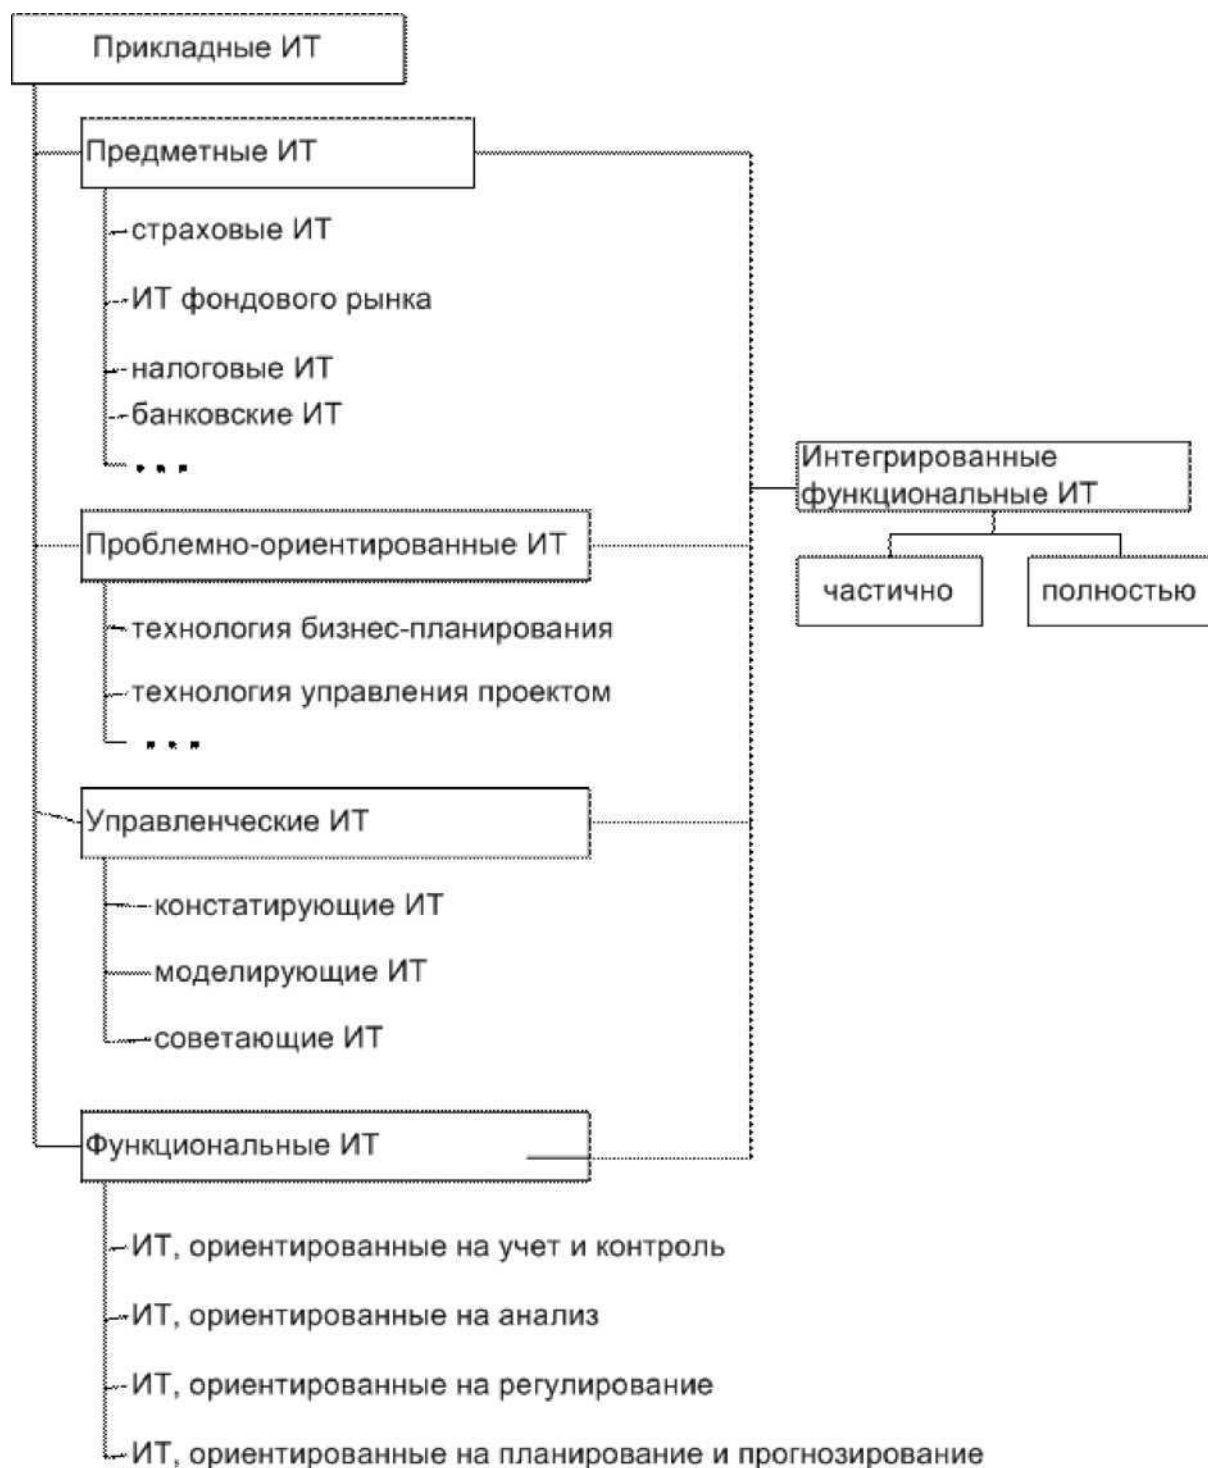 Прикладные ИТ
Предметные ИТ
страховые ИТ
ИТ фондового рынка
налоговые ИТ
банковские ИТ
...
Проблемно-ориентированные ИТ
технология бизнес-планирования
технология управления проектом
...
Управленческие ИТ
констатирующие ИТ
моделирующие ИТ
советающие ИТ
Функциональные ИТ
ИТ, ориентированные на учет и контроль
ИТ, ориентированные на анализ
ИТ, ориентированные на регулирование
ИТ, ориентированные на планирование и прогнозирование
Интегрированные
функциональные ИТ
частично
полностью